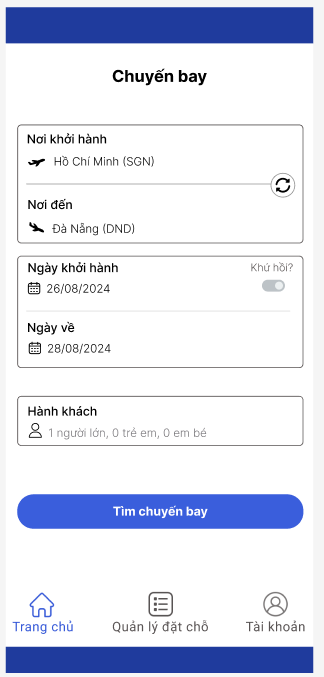 Chuyến bay
Nơi khởi hành
Hồ Chí Minh (SGN)
Nơi đến
Đà Nẵng (DND)
Ngày khởi hành
Khứ hồi?
26/08/2024
Ngày về
28/08/2024
Hành khách
1 người lớn, 0 trẻ em, 0 em bé
Tìm chuyến bay
Trang chủ
Quản lý đặt chỗ
Tài khoản